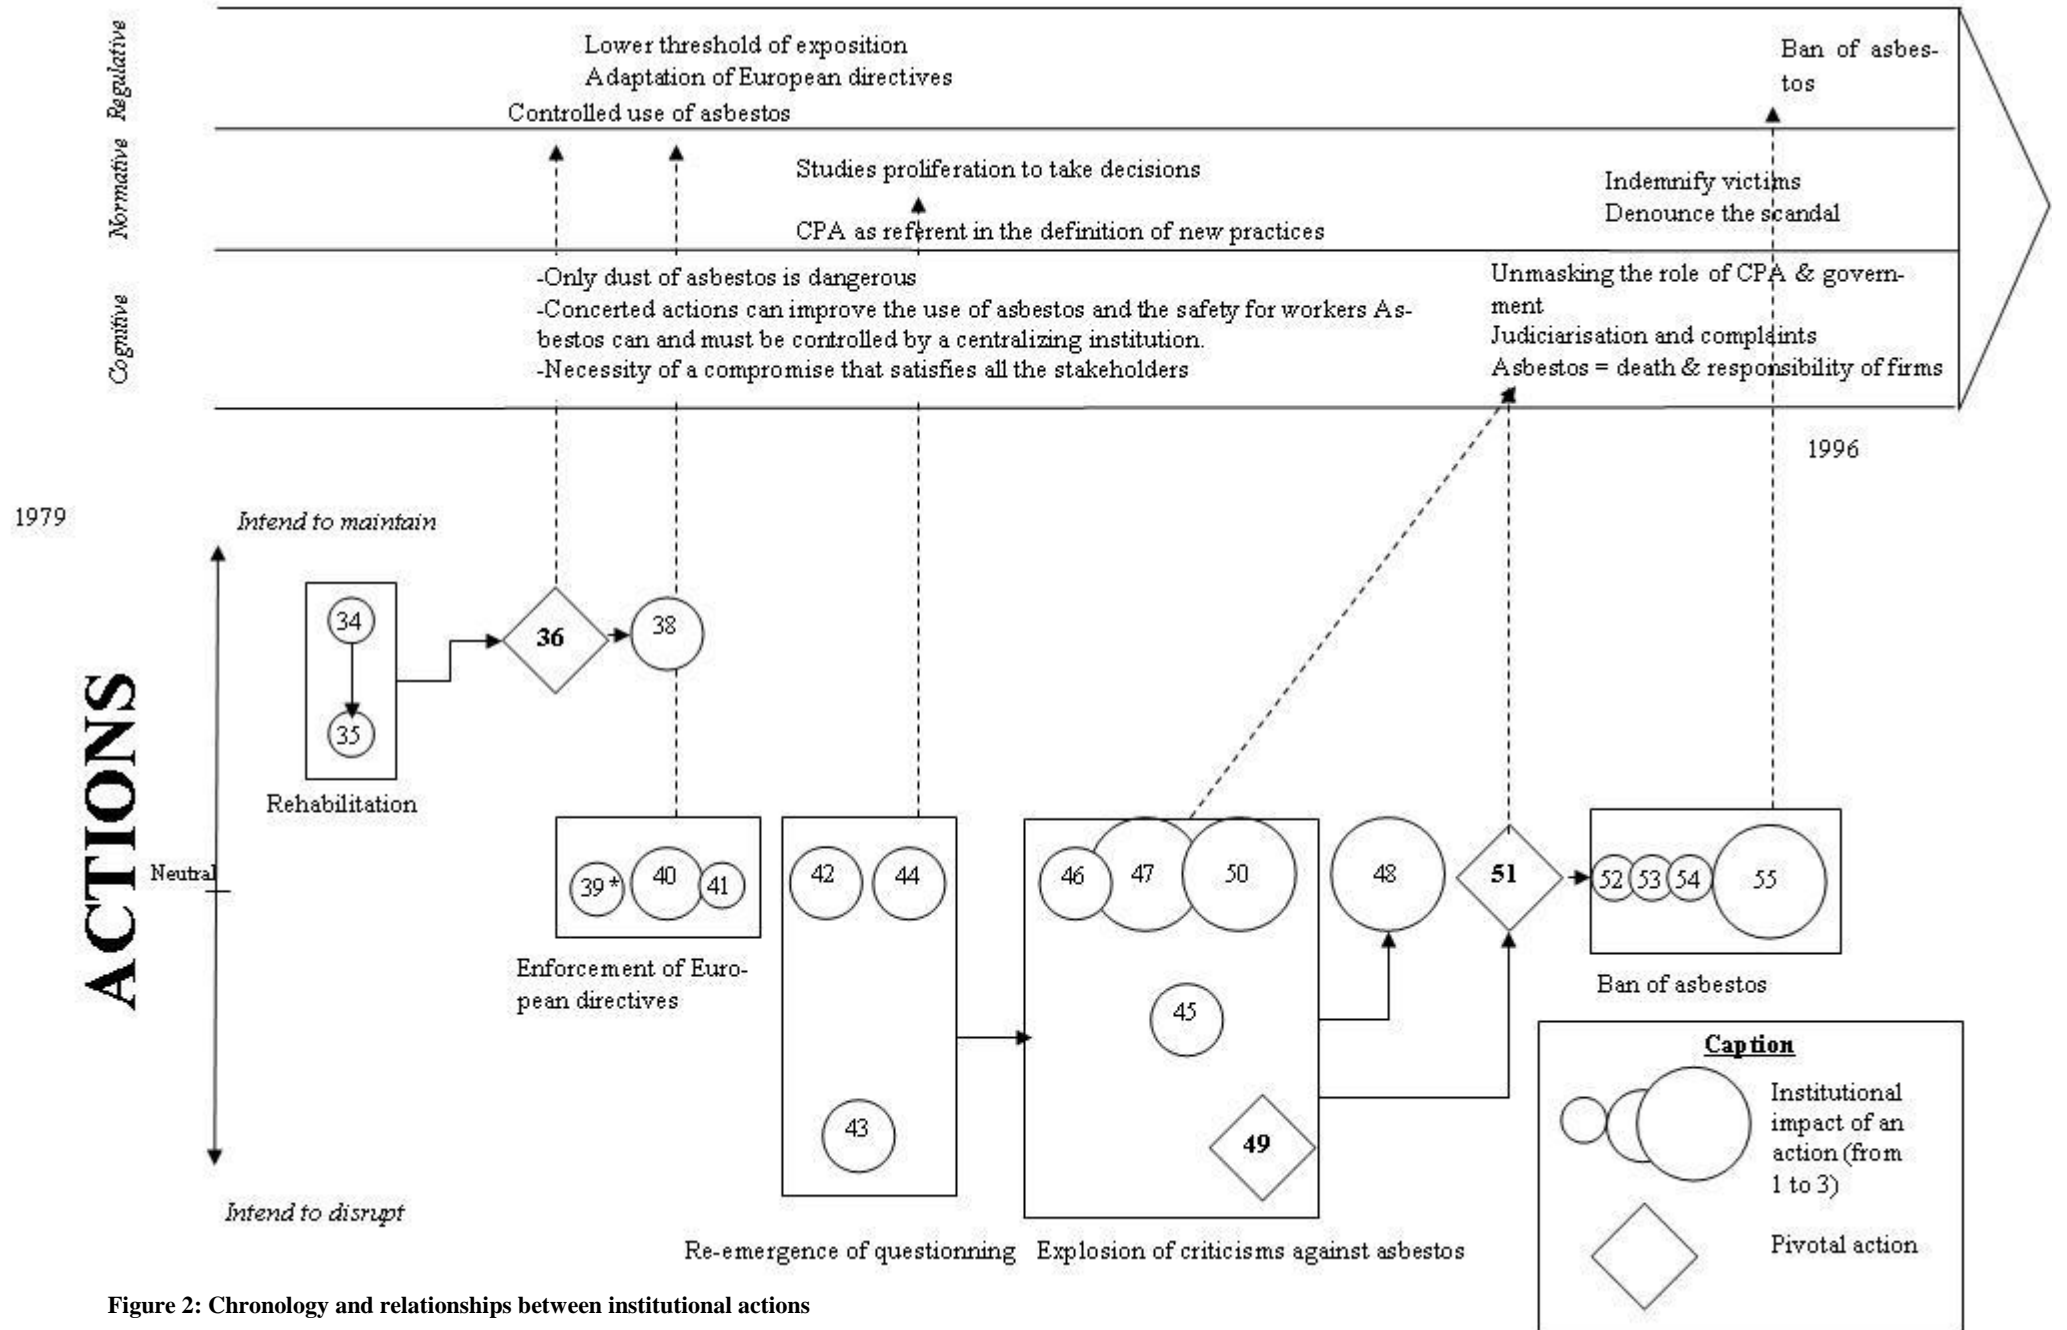 Regulative
Lower threshold of exposition
Adaptation of European directives
Controlled use of asbestos
Ban of asbes-
tos
Normative
Studies proliferation to take decisions
CPA as referent in the definition of new practices
Indemnify victims
Denounce the scandal
Cognitive
-Only dust of asbestos is dangerous
-Concerted actions can improve the use of asbestos and the safety for workers As-
bestos can and must be controlled by a centralizing institution.
-Necessity of a compromise that satisfies all the stakeholders
Unmasking the role of CPA & govern-
ment
Judiciarisation and complaints
Asbestos = death & responsibility of firms
1996
1979
Intend to maintain
ACTIONS
Neutral
Intend to disrupt
34
35
Rehabilitation
36
38
39 *
40
41
Enforcement of Euro-
pean directives
42
44
43
Re-emergence of questionning
46
47
50
45
49
Explosion of criticisms against asbestos
48
51
52
53
54
55
Ban of asbestos
Caption
Institutional
impact of an
action (from
1 to 3)
Pivotal action
Figure 2: Chronology and relationships between institutional actions